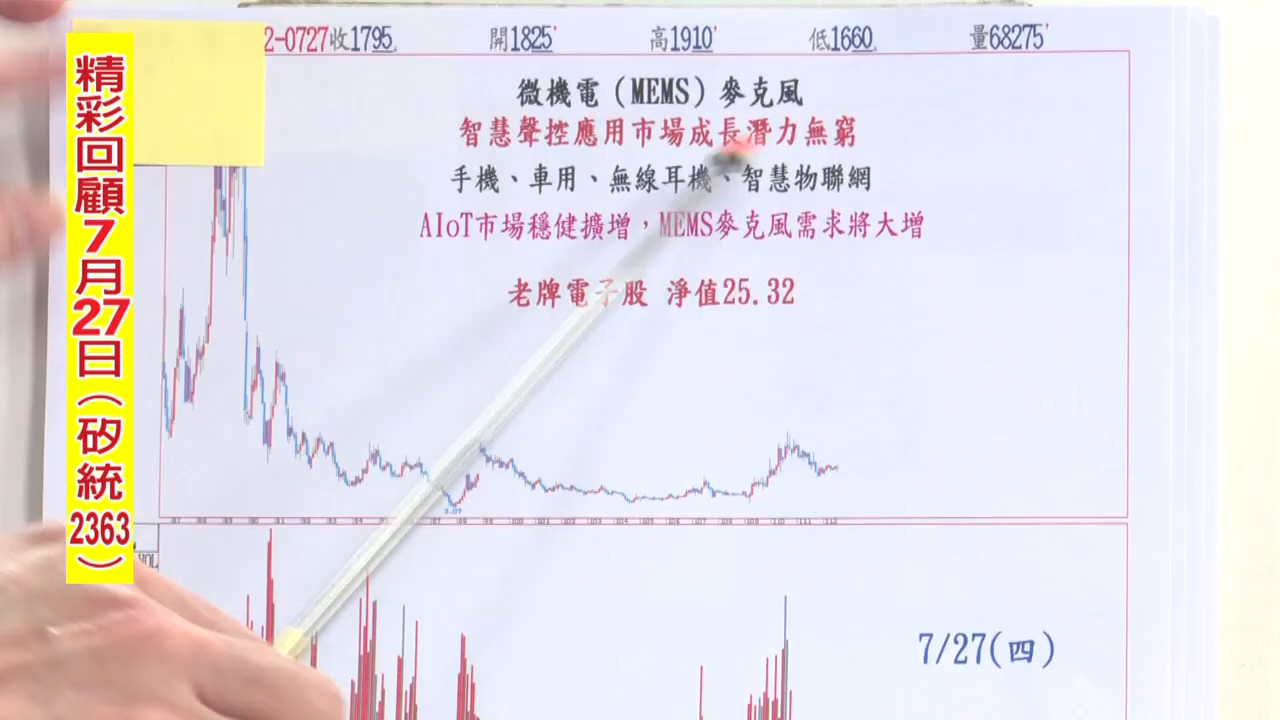 精彩回顧7月27日(矽統2363)
2-0727收1795 開1825 高1910 低1660 量68275
微機電(MEMS)麥克風
智慧聲控應用市場成長潛力無窮
手機、車用、無線耳機、智慧物聯網
AIoT市場穩健擴增,MEMS麥克風需求將大增
老牌電子股 淨值25.32
7.07
VOL
7/27(四)